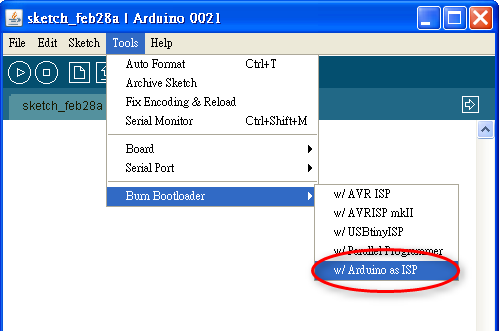 sketch_feb28a | Arduino 0021
File Edit Sketch Tools Help
Auto Format Ctrl+T
Archive Sketch
Fix Encoding & Reload
Serial Monitor Ctrl+Shift+M
sketch_feb28a
Board
Serial Port
Burn Bootloader
w/ AVR ISP
w/ AVRISP mkII
w/ USBtinyISP
w/ Parallel Programmer
w/ Arduino as ISP